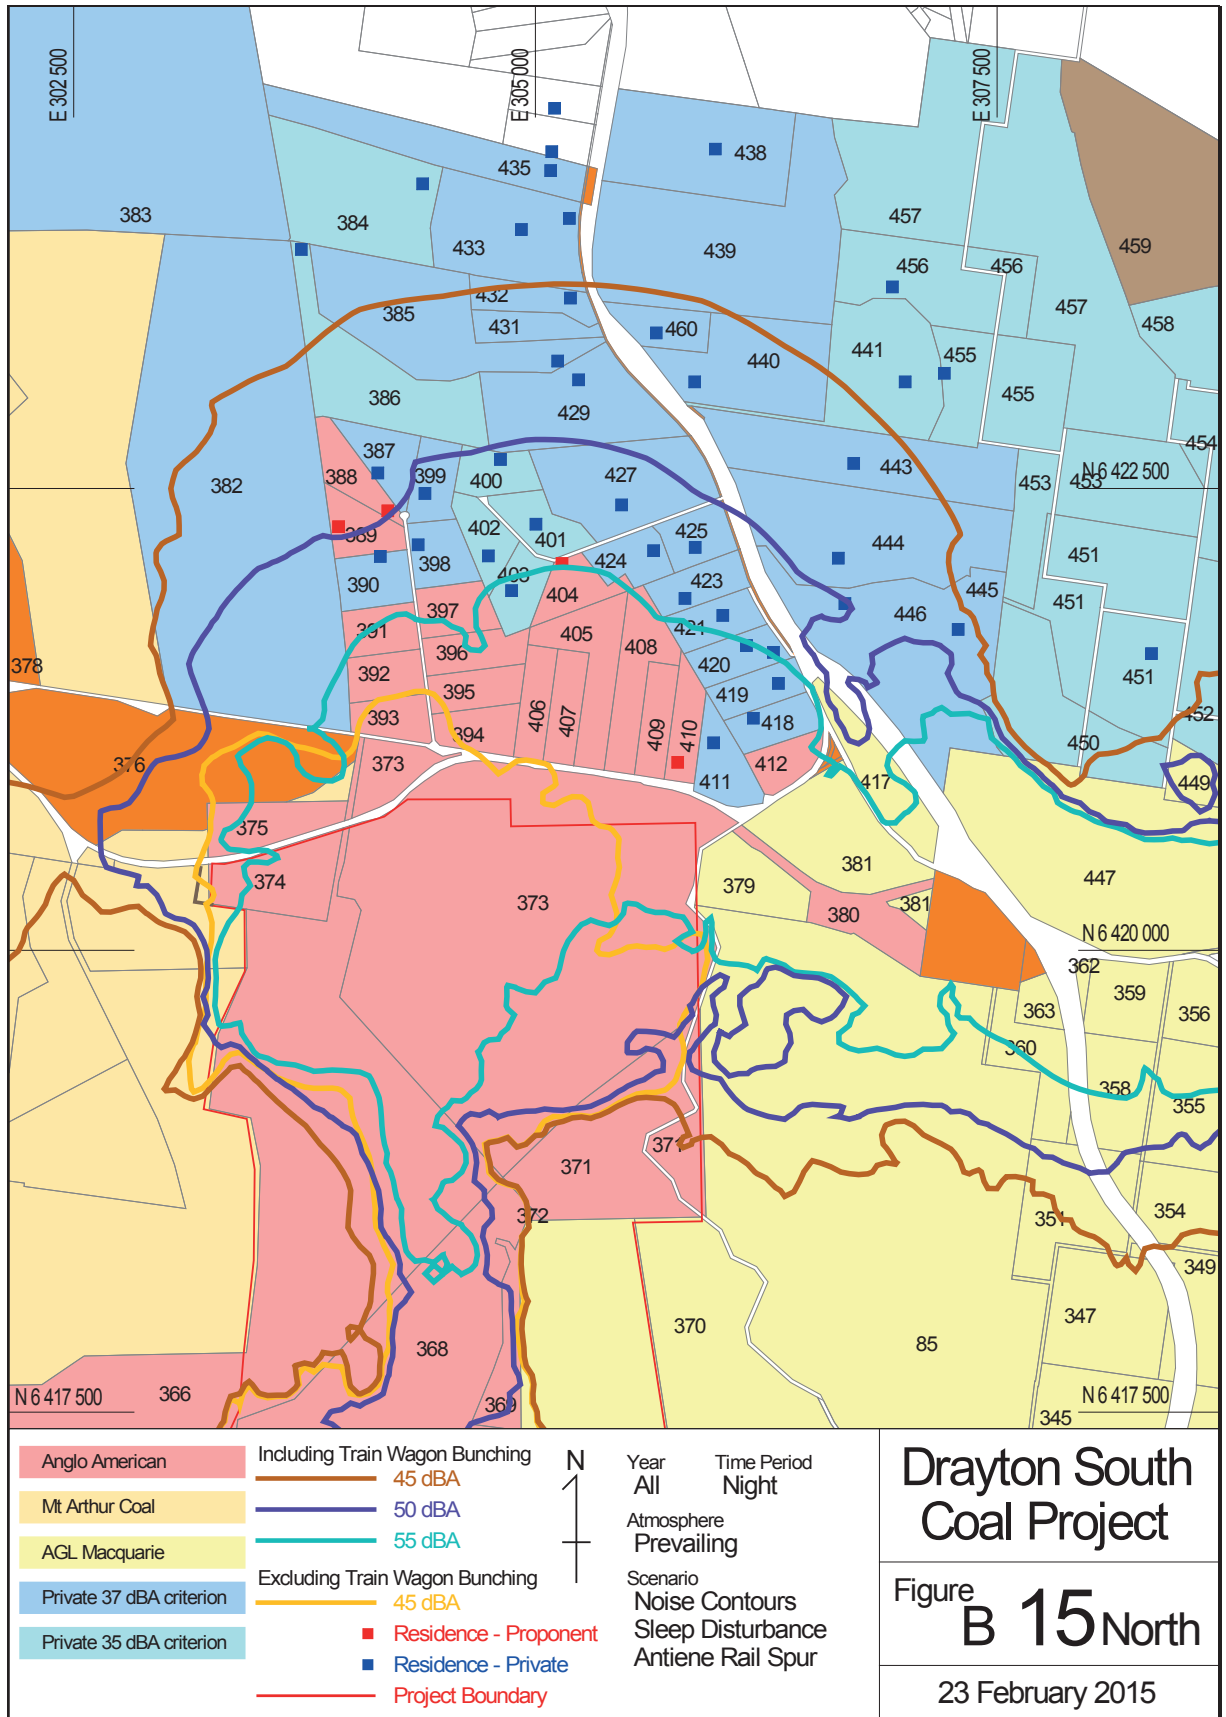 E 302 500
E 305 000
E 307 500
438
435
383
384
433
439
457
459
456
456
457
458
432
385
431
460
440
441
455
455
386
429
454
387
388
399
400
427
443
453
453
N 6 422 500
382
389
402
401
425
424
444
451
390
398
403
423
445
451
397
404
421
446
391
405
408
396
420
451
378
392
395
419
452
393
406
407
409
410
418
450
394
376
373
411
412
417
449
375
381
447
374
379
373
381
380
N 6 420 000
362
359
363
356
360
358
355
371
371
372
351
354
349
347
370
85
368
366
N 6 417 500
369
N 6 417 500
345
Anglo American
Mt Arthur Coal
AGL Macquarie
Private 37 dBA criterion
Private 35 dBA criterion
Including Train Wagon Bunching
45 dBA
50 dBA
55 dBA
Excluding Train Wagon Bunching
45 dBA
Residence - Proponent
Residence - Private
Project Boundary
N
Year
Time Period
All
Night
Atmosphere
Prevailing
Scenario
Noise Contours
Sleep Disturbance
Antiene Rail Spur
Drayton South
Coal Project
Figure
B 15 North
23 February 2015